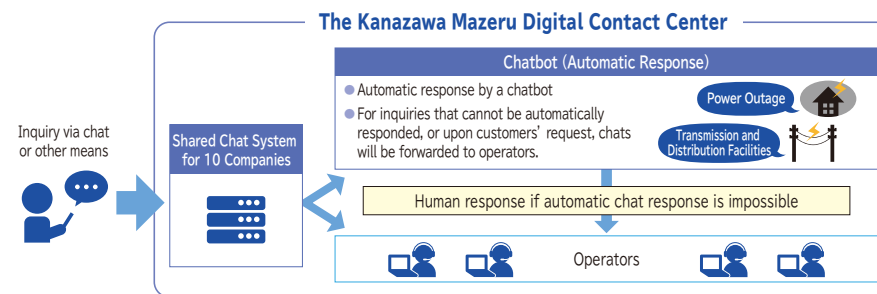 The Kanazawa Mazeru Digital Contact Center
Inquiry via chat
or other means
Shared Chat System
for 10 Companies
Chatbot (Automatic Response)
●Automatic response by a chatbot
●For inquiries that cannot be automatically
responded, or upon customers' request, chats
will be forwarded to operators.
Power Outage
Transmission and
Distribution Facilities
Human response if automatic chat response is impossible
Operators